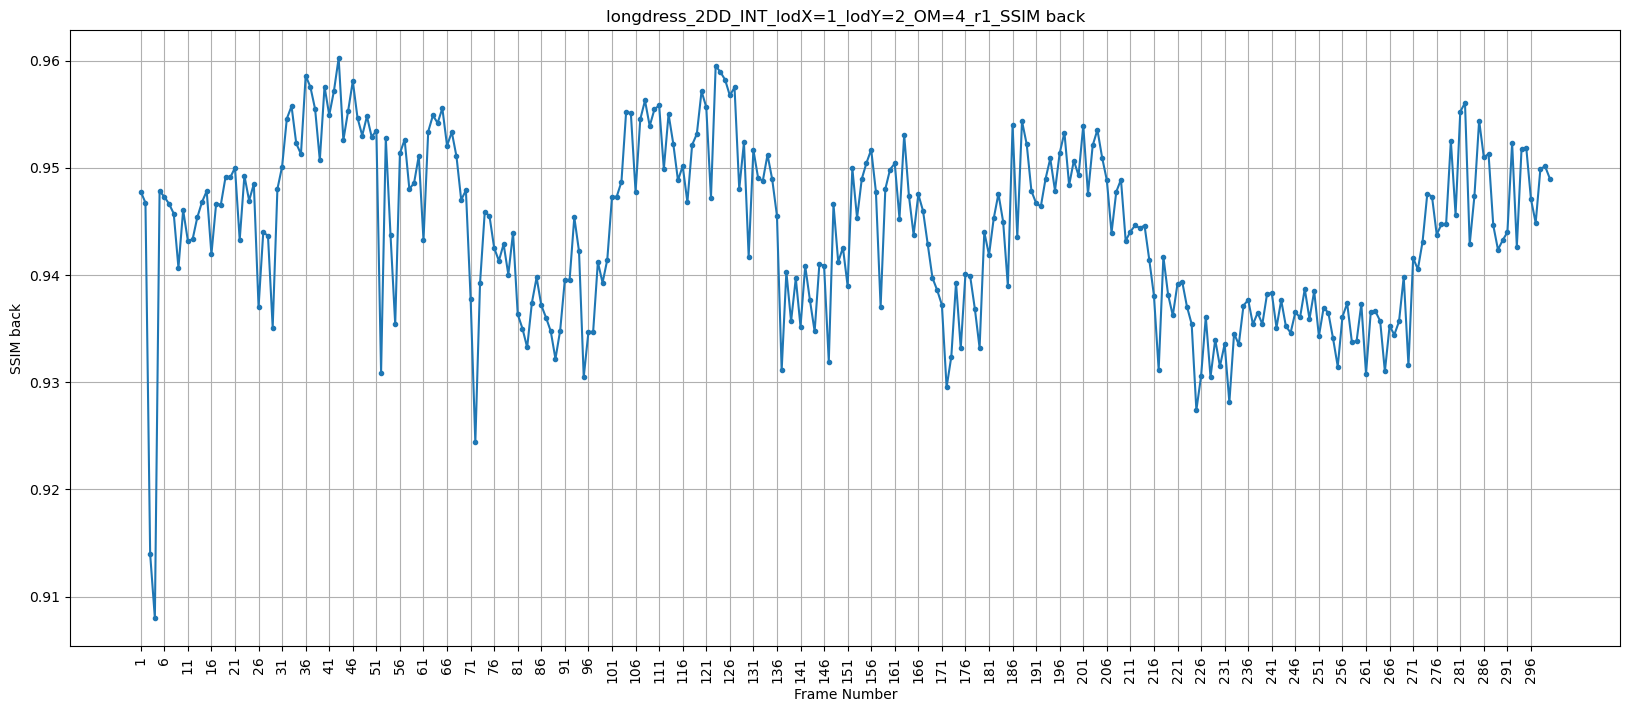 longdress_2DD_INT_lodX=1_lodY=2_OM=4_r1_SSIM back
0.96
0.95
0.94
0.93
0.92
0.91
SSIM back
1 6 11 16 21 26 31 36 41 46 51 56 61 66 71 76 81 86 91 96 101 106 111 116 121 126 131 136 141 146 151 156 161 166 171 176 181 186 191 196 201 206 211 216 221 226 231 236 241 246 251 256 261 266 271 276 281 286 291 296
Frame Number